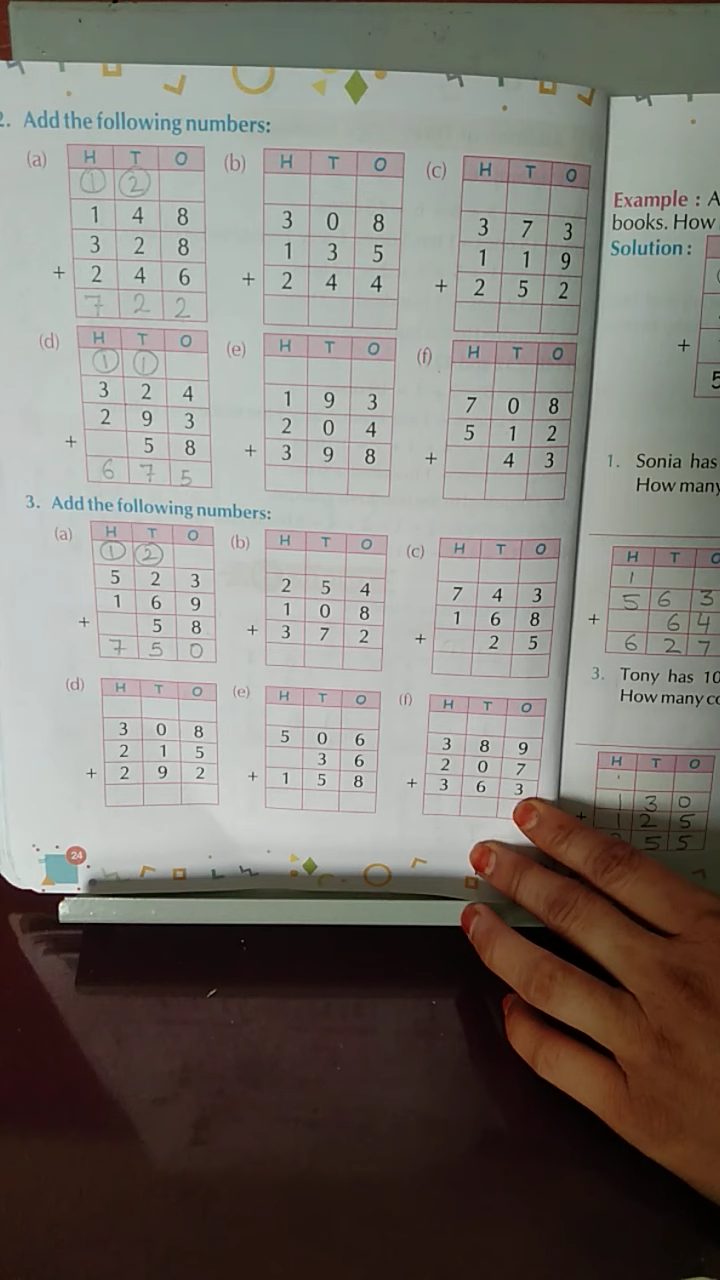 2. Add the following numbers:
(a) H T O (b) H T O (c) H T O
1 2
1 4 8 3 0 8 3 7 3
3 2 8 1 3 5 1 1 9
+ 2 4 6 + 2 4 4 + 2 5 2
7 2 2
(d) H T O (e) H T O (f) H T O
1 1
3 2 4 1 9 3 7 0 8
2 9 3 2 0 4 5 1 2
+ 5 8 + 3 9 8 + 4 3
6 7 5
3. Add the following numbers:
(a) H T O (b) H T O (c) H T O
1 2
5 2 3 2 5 4 7 4 3
1 6 9 1 0 8 1 6 8
+ 5 8 + 3 7 2 + 2 5
7 5 0
(d) H T O (e) H T O (f) H T O
3 0 8 5 0 6 3 8 9
2 1 5 3 6 2 0 7
+ 2 9 2 + 1 5 8 + 3 6 3
24
Example : A
books. How
Solution :
+
5
1. Sonia has
How many
H T O
1
5 6 3
+ 6 4
6 2 7
3. Tony has 10
How many co
H T O
1 3 0
+ 1 2 5
5 5